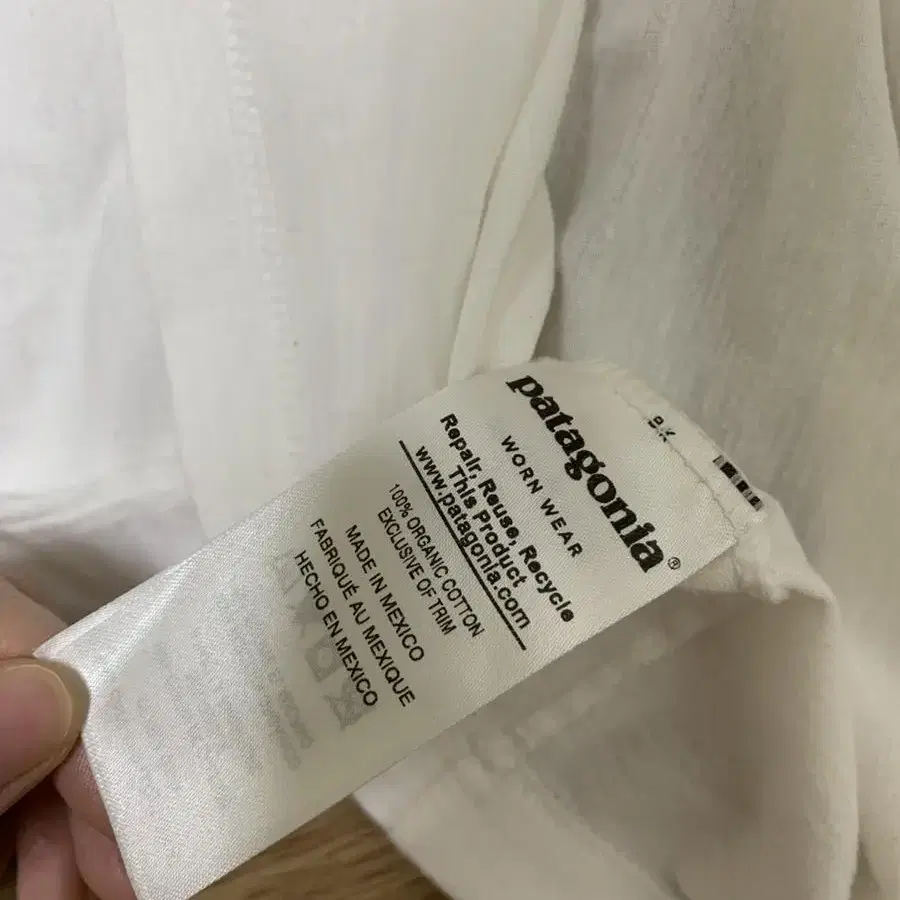 patagonia®
WORN WEAR
Repair, Reuse, Recycle
This Product
www.patagonia.com
100% ORGANIC COTTON
EXCLUSIVE OF TRIM
MADE IN MEXICO
FABRIQUÉ AU MEXIQUE
HECHO EN MEXICO